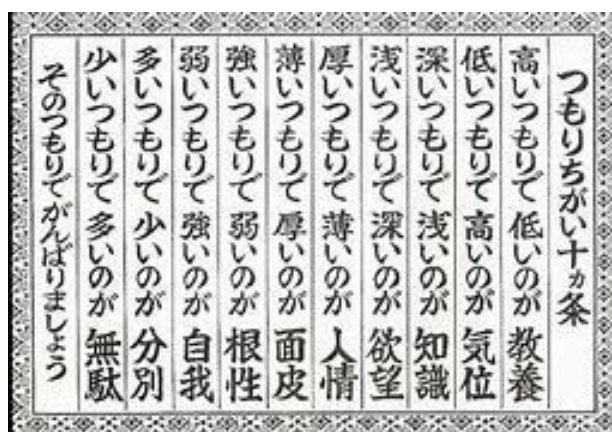 つもりちがい十カ条
高いつもりで低いのが教養
低いつもりで高いのが気位
深いつもりで浅いのが知識
浅いつもりで深いのが欲望
厚いつもりで薄いのが人情
薄いつもりで厚いのが面皮
強いつもりで弱いのが根性
弱いつもりで強いのが自我
多いつもりで少いのが分別
少いつもりで多いのが無駄
そのつもりでがんばりましょう